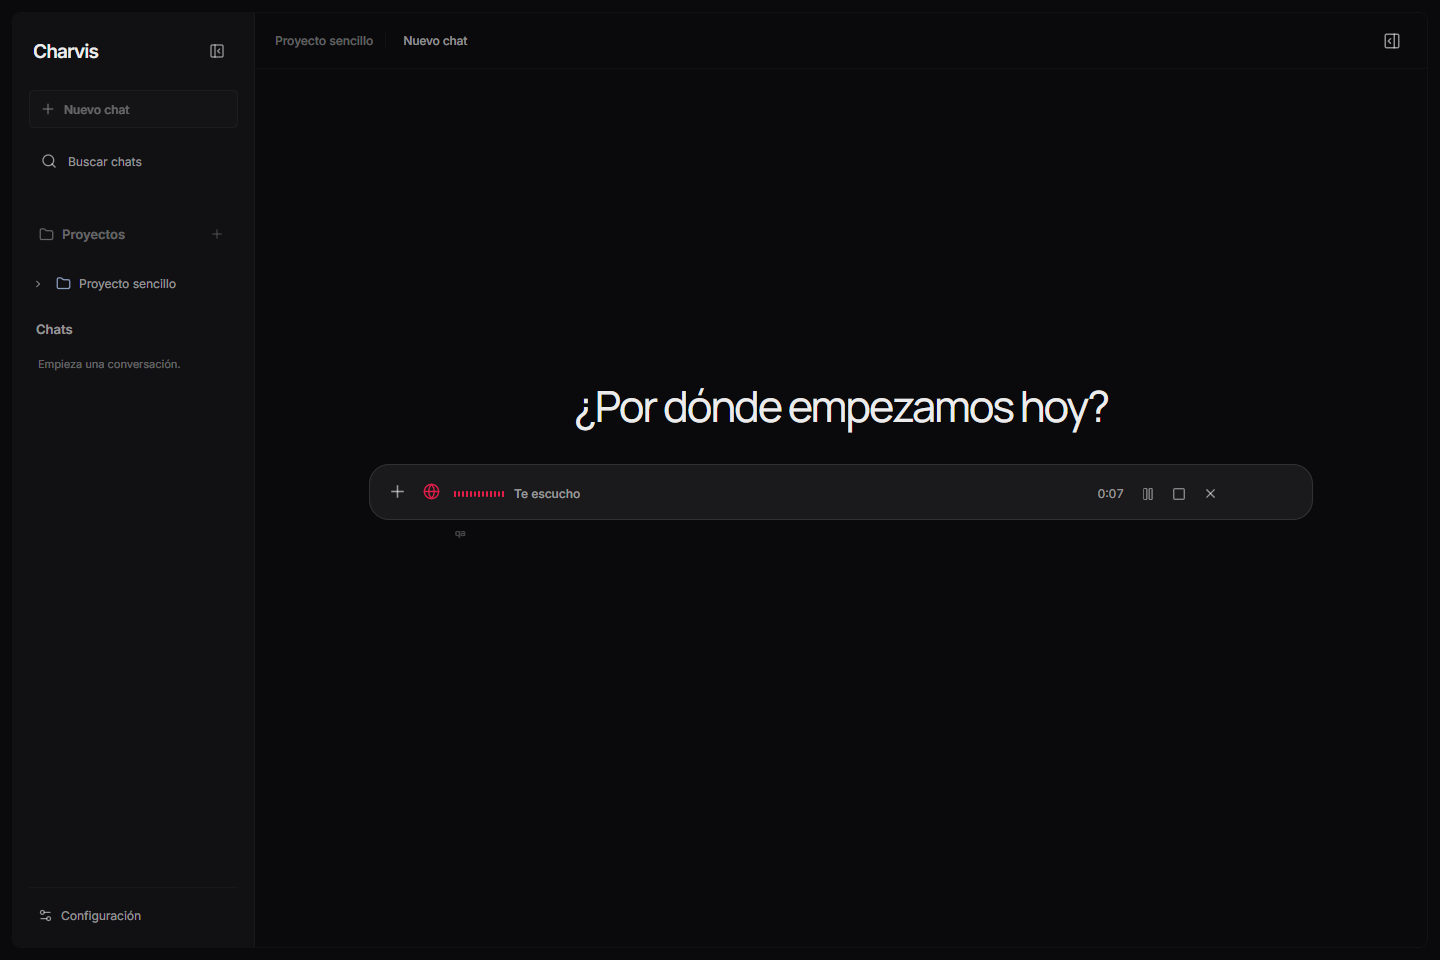 Charvis
Nuevo chat
Buscar chats
Proyectos
Proyecto sencillo
Chats
Empieza una conversación.
Configuración
Proyecto sencillo
Nuevo chat
¿Por dónde empezamos hoy?
Te escucho
0:07
qa